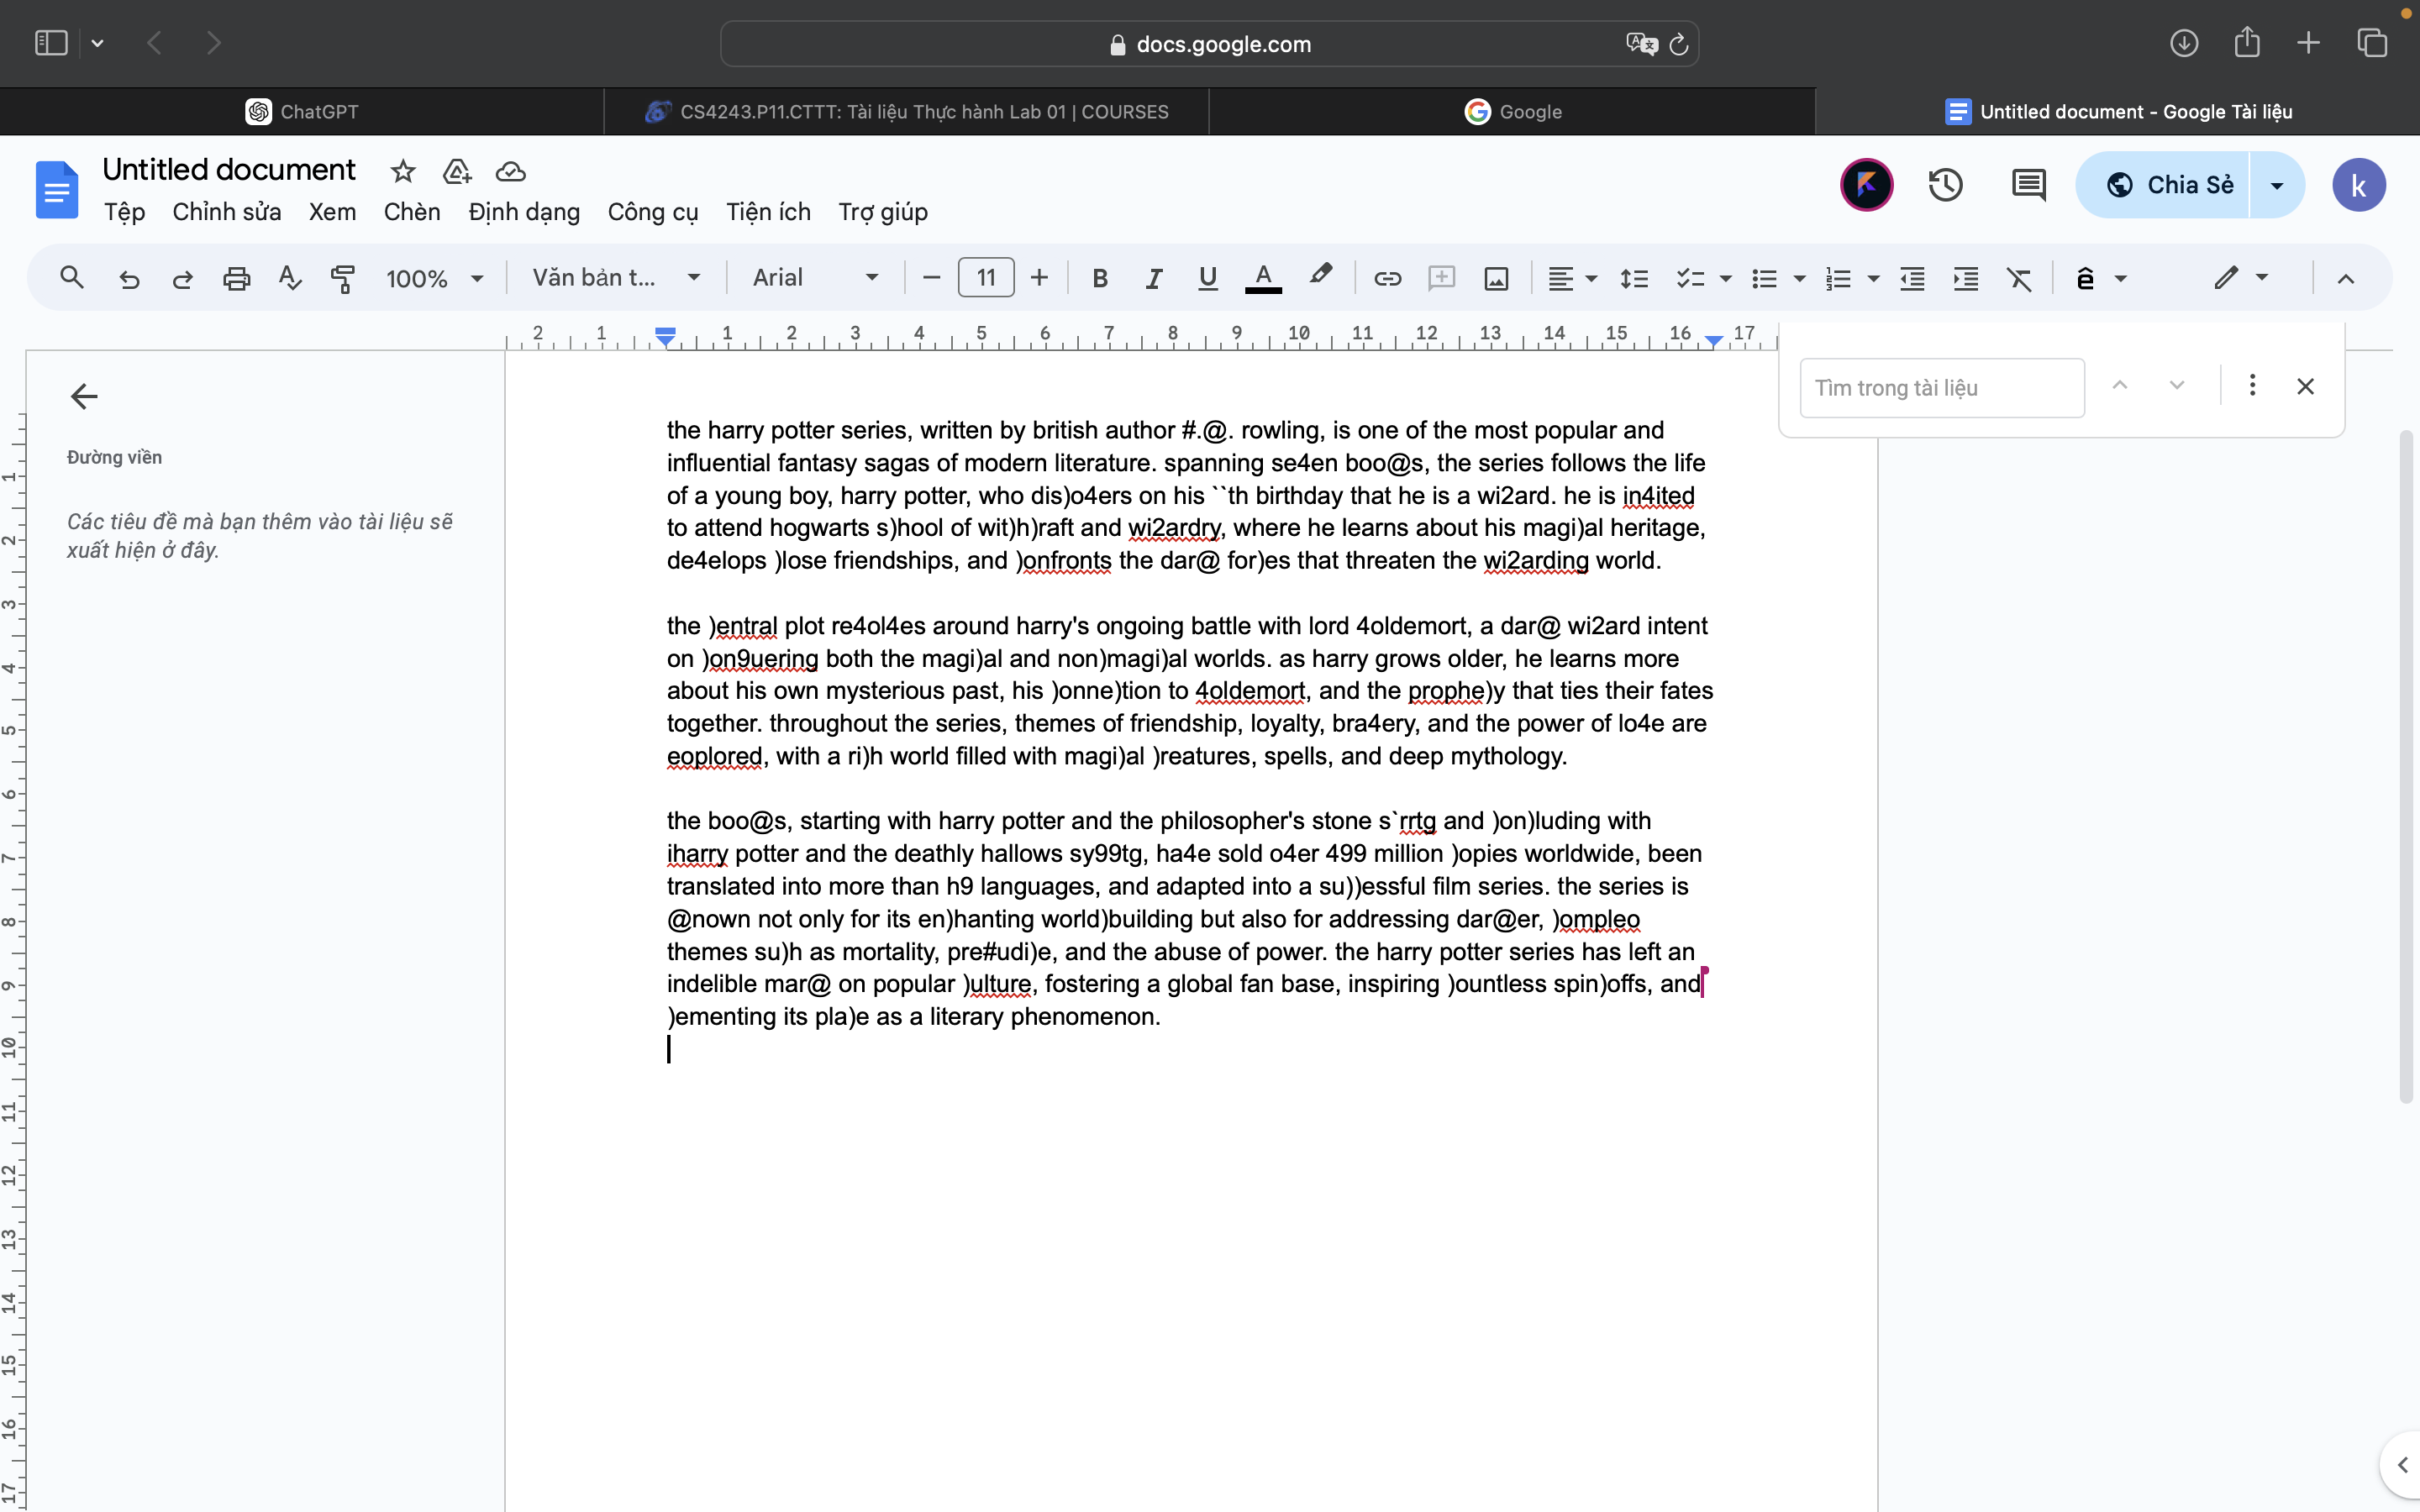 docs.google.com
ChatGPT
CS4243.P11.CTTT: Tài liệu Thực hành Lab 01 | COURSES
Google
Untitled document - Google Tài liệu
Untitled document
Tệp Chỉnh sửa Xem Chèn Định dạng Công cụ Tiện ích Trợ giúp
Chia Sẻ
k
100% Văn bản t... Arial 11
2 1 1 2 3 4 5 6 7 8 9 10 11 12 13 14 15 16 17
Tìm trong tài liệu
Đường viền
Các tiêu đề mà bạn thêm vào tài liệu sẽ
xuất hiện ở đây.
the harry potter series, written by british author #.@. rowling, is one of the most popular and
influential fantasy sagas of modern literature. spanning se4en boo@s, the series follows the life
of a young boy, harry potter, who dis)o4ers on his ``th birthday that he is a wi2ard. he is in4ited
to attend hogwarts s)hool of wit)h)raft and wi2ardry, where he learns about his magi)al heritage,
de4elops )lose friendships, and )onfronts the dar@ for)es that threaten the wi2arding world.
the )entral plot re4ol4es around harry's ongoing battle with lord 4oldemort, a dar@ wi2ard intent
on )on9uering both the magi)al and non)magi)al worlds. as harry grows older, he learns more
about his own mysterious past, his )onne)tion to 4oldemort, and the prophe)y that ties their fates
together. throughout the series, themes of friendship, loyalty, bra4ery, and the power of lo4e are
eoplored, with a ri)h world filled with magi)al )reatures, spells, and deep mythology.
the boo@s, starting with harry potter and the philosopher's stone s`rrtg and )on)luding with
iharry potter and the deathly hallows sy99tg, ha4e sold o4er 499 million )opies worldwide, been
translated into more than h9 languages, and adapted into a su))essful film series. the series is
@nown not only for its en)hanting world)building but also for addressing dar@er, )ompleo
themes su)h as mortality, pre#udi)e, and the abuse of power. the harry potter series has left an
indelible mar@ on popular )ulture, fostering a global fan base, inspiring )ountless spin)offs, and
)ementing its pla)e as a literary phenomenon.
1
2
3
4
5
6
7
8
9
10
11
12
13
14
15
16
17